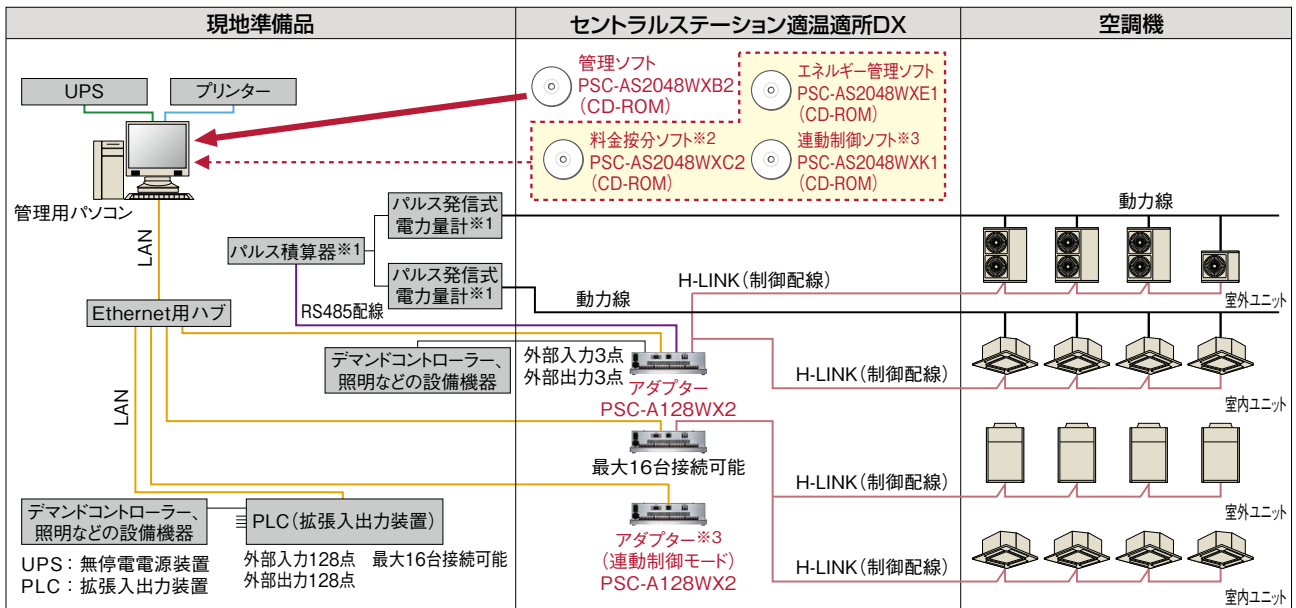 現地準備品
セントラルステーション適温適所DX
空調機
UPS
プリンター
管理用パソコン
管理ソフト
PSC-AS2048WXB2
(CD-ROM)
エネルギー管理ソフト
PSC-AS2048WXE1
(CD-ROM)
料金按分ソフト※2
PSC-AS2048WXC2
(CD-ROM)
連動制御ソフト※3
PSC-AS2048WXK1
(CD-ROM)
LAN
パルス積算器※1
パルス発信式
電力量計※1
パルス発信式
電力量計※1
動力線
動力線
H-LINK(制御配線)
室外ユニット
Ethernet用ハブ
RS485配線
デマンドコントローラー、
照明などの設備機器
外部入力3点
外部出力3点
アダプター
PSC-A128WX2
H-LINK(制御配線)
室内ユニット
LAN
最大16台接続可能
H-LINK(制御配線)
室外ユニット
デマンドコントローラー、
照明などの設備機器
PLC(拡張入出力装置)
外部入力128点 最大16台接続可能
外部出力128点
アダプター※3
(連動制御モード)
PSC-A128WX2
H-LINK(制御配線)
室内ユニット
UPS:無停電電源装置
PLC:拡張入出力装置